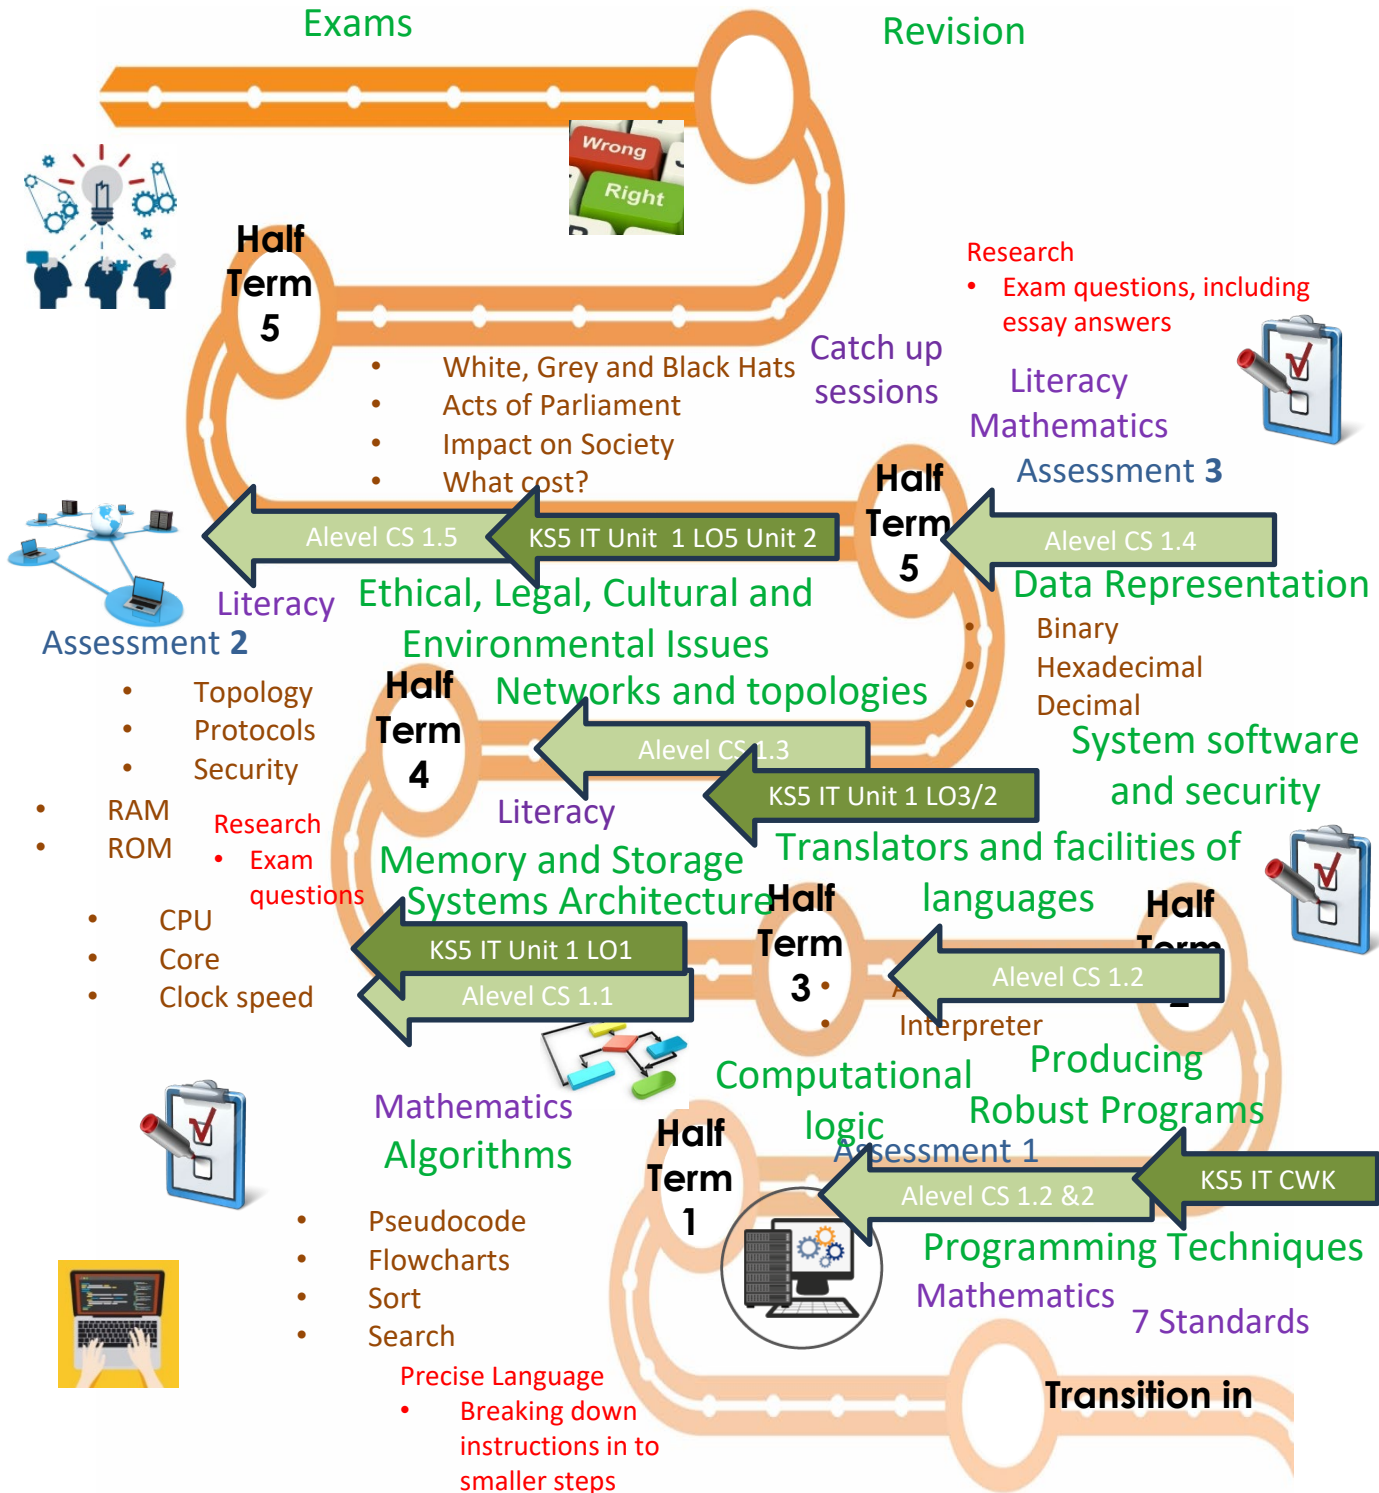 Exams
Revision
Wrong
Right
Half
Term
5
Research
• Exam questions, including
essay answers
• White, Grey and Black Hats
• Acts of Parliament
• Impact on Society
• What cost?
Catch up
sessions
Literacy
Mathematics
Assessment 3
Half
Term
5
Alevel CS 1.5
KS5 IT Unit 1 LO5 Unit 2
Alevel CS 1.4
Literacy
Ethical, Legal, Cultural and
Environmental Issues
Data Representation
• Binary
• Hexadecimal
• Decimal
Assessment 2
• Topology
• Protocols
• Security
Half
Term
4
Networks and topologies
Alevel CS 1.3
KS5 IT Unit 1 LO3/2
System software
and security
Literacy
• RAM
• ROM
Research
• Exam
questions
Memory and Storage
Systems Architecture
Translators and facilities of
languages
• CPU
• Core
• Clock speed
KS5 IT Unit 1 LO1
Alevel CS 1.1
Half
Term
3
Half
Term
Alevel CS 1.2
• Interpreter
Computational
logic
Producing
Robust Programs
Mathematics
Algorithms
Half
Term
1
Assessment 1
Alevel CS 1.2 &2
KS5 IT CWK
• Pseudocode
• Flowcharts
• Sort
• Search
Programming Techniques
Mathematics
7 Standards
Precise Language
• Breaking down
instructions in to
smaller steps
Transition in